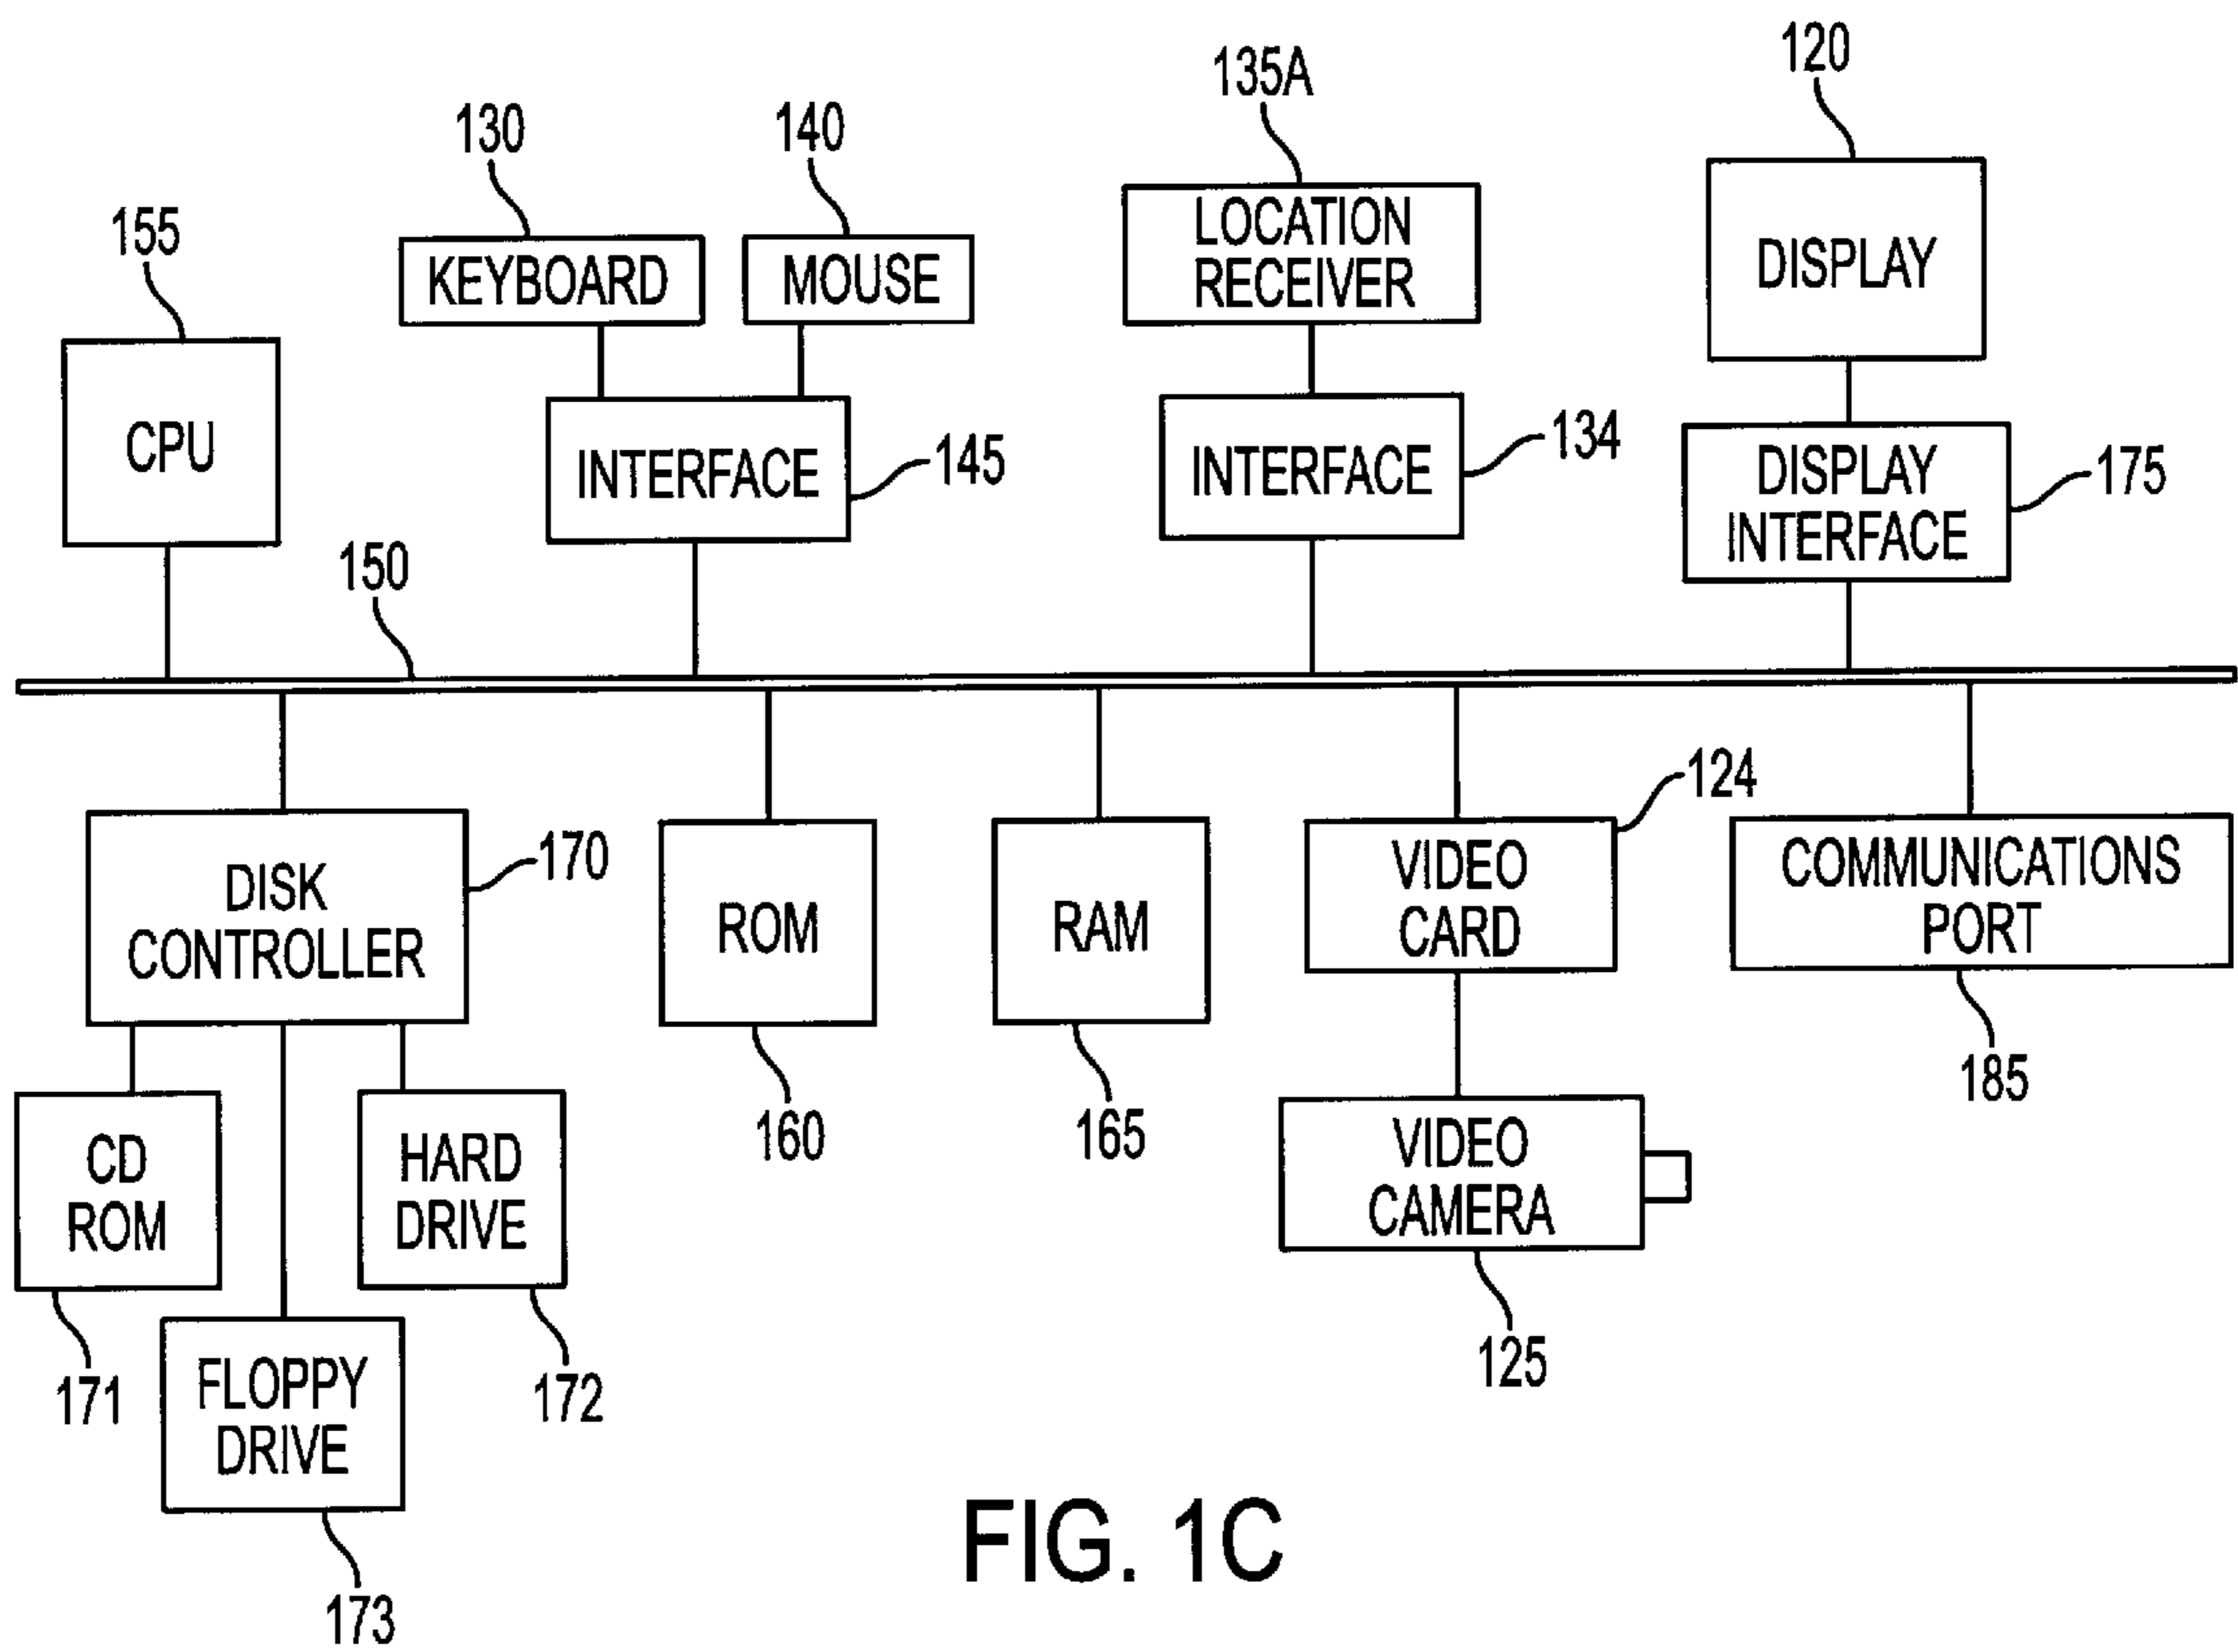 120
135A
130
140
155
LOCATION
RECEIVER
DISPLAY
KEYBOARD
MOUSE
CPU
INTERFACE
145
INTERFACE
134
DISPLAY
INTERFACE
175
150
124
DISK
CONTROLLER
170
ROM
RAM
VIDEO
CARD
COMMUNICATIONS
PORT
185
160
165
CD
ROM
HARD
DRIVE
VIDEO
CAMERA
171
FLOPPY
DRIVE
172
125
173
FIG. 1C